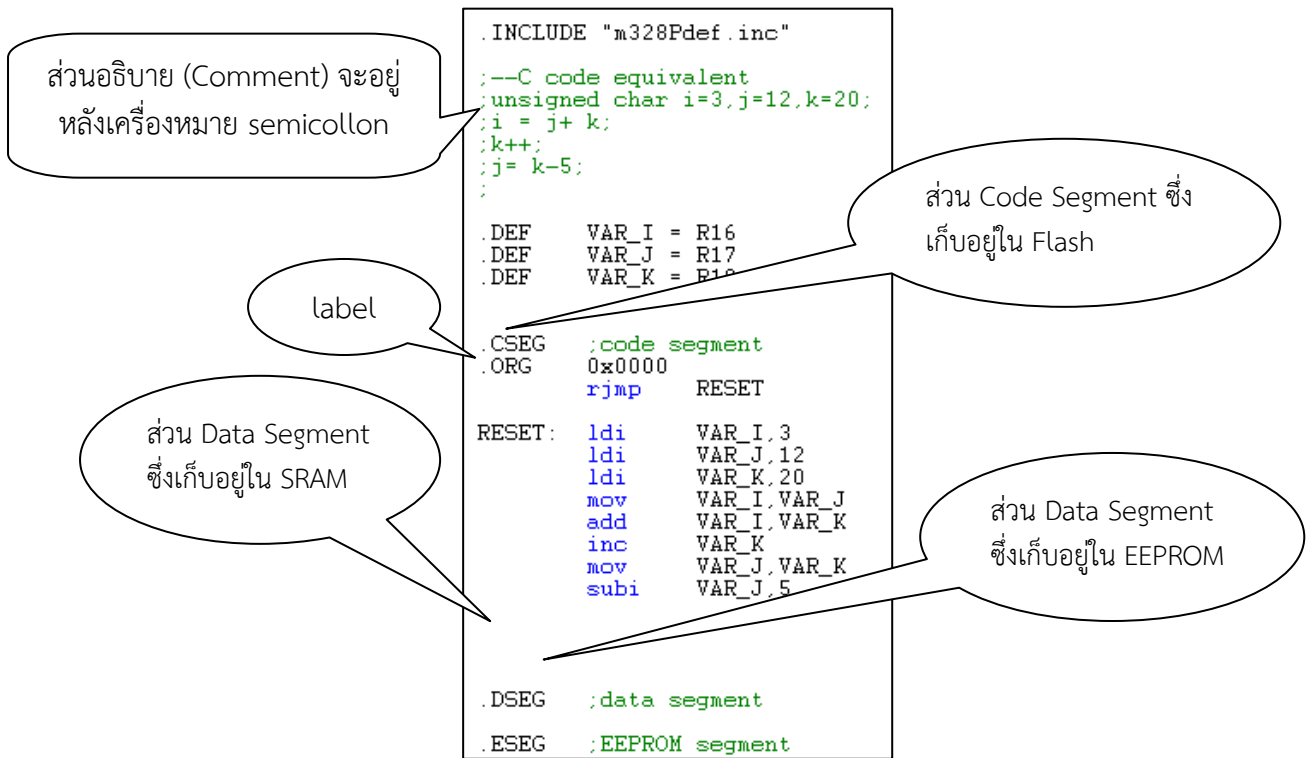 .INCLUDE "m328Pdef.inc"
ส่วนอธิบาย (Comment) จะอยู่
หลังเครื่องหมาย semicollon
;--C code equivalent
;unsigned char i=3,j=12,k=20;
;i = j+ k;
;k++;
;j= k-5;
;
ส่วน Code Segment ซึ่ง
เก็บอยู่ใน Flash
.DEF VAR_I = R16
.DEF VAR_J = R17
.DEF VAR_K =
label
.CSEG ;code segment
.ORG 0x0000
rjmp RESET
ส่วน Data Segment
ซึ่งเก็บอยู่ใน SRAM
RESET: ldi VAR_I,3
ldi VAR_J,12
ldi VAR_K,20
mov VAR_I,VAR_J
add VAR_I,VAR_K
inc VAR_K
mov VAR_J,VAR_K
subi VAR_J,5
ส่วน Data Segment
ซึ่งเก็บอยู่ใน EEPROM
.DSEG ;data segment
.ESEG ;EEPROM segment